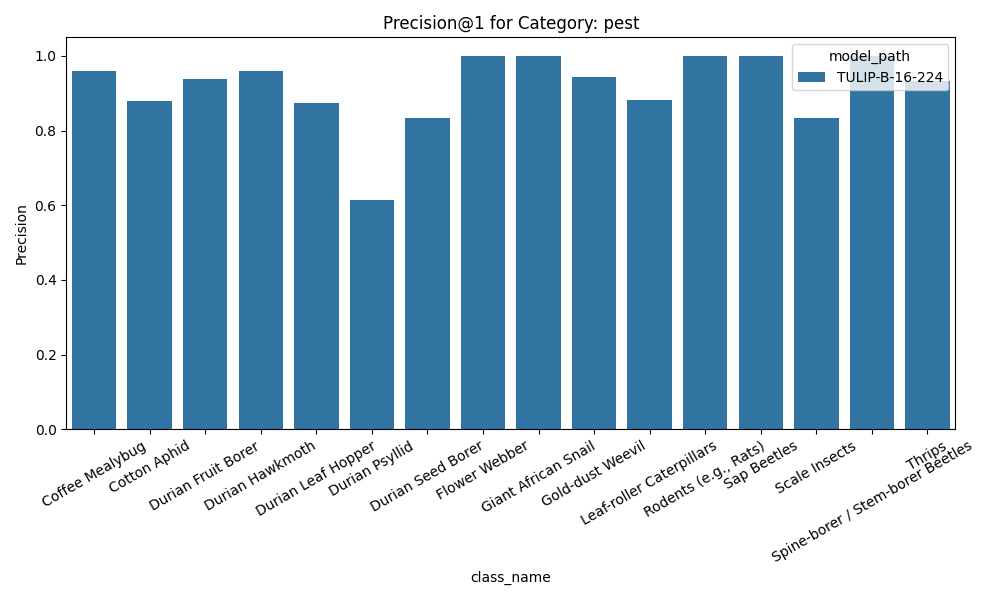 Precision@1 for Category: pest
model_path
TULIP-B-16-224
Precision
1.0
0.8
0.6
0.4
0.2
0.0
Coffee Mealybug
Cotton Aphid
Durian Fruit Borer
Durian Hawkmoth
Durian Leaf Hopper
Durian Psyllid
Durian Seed Borer
Flower Webber
Giant African Snail
Gold-dust Weevil
Leaf-roller Caterpillars
Rodents (e.g., Rats)
Sap Beetles
Scale Insects
Spine-borer / Stem-borer Beetles
Thrips
class_name